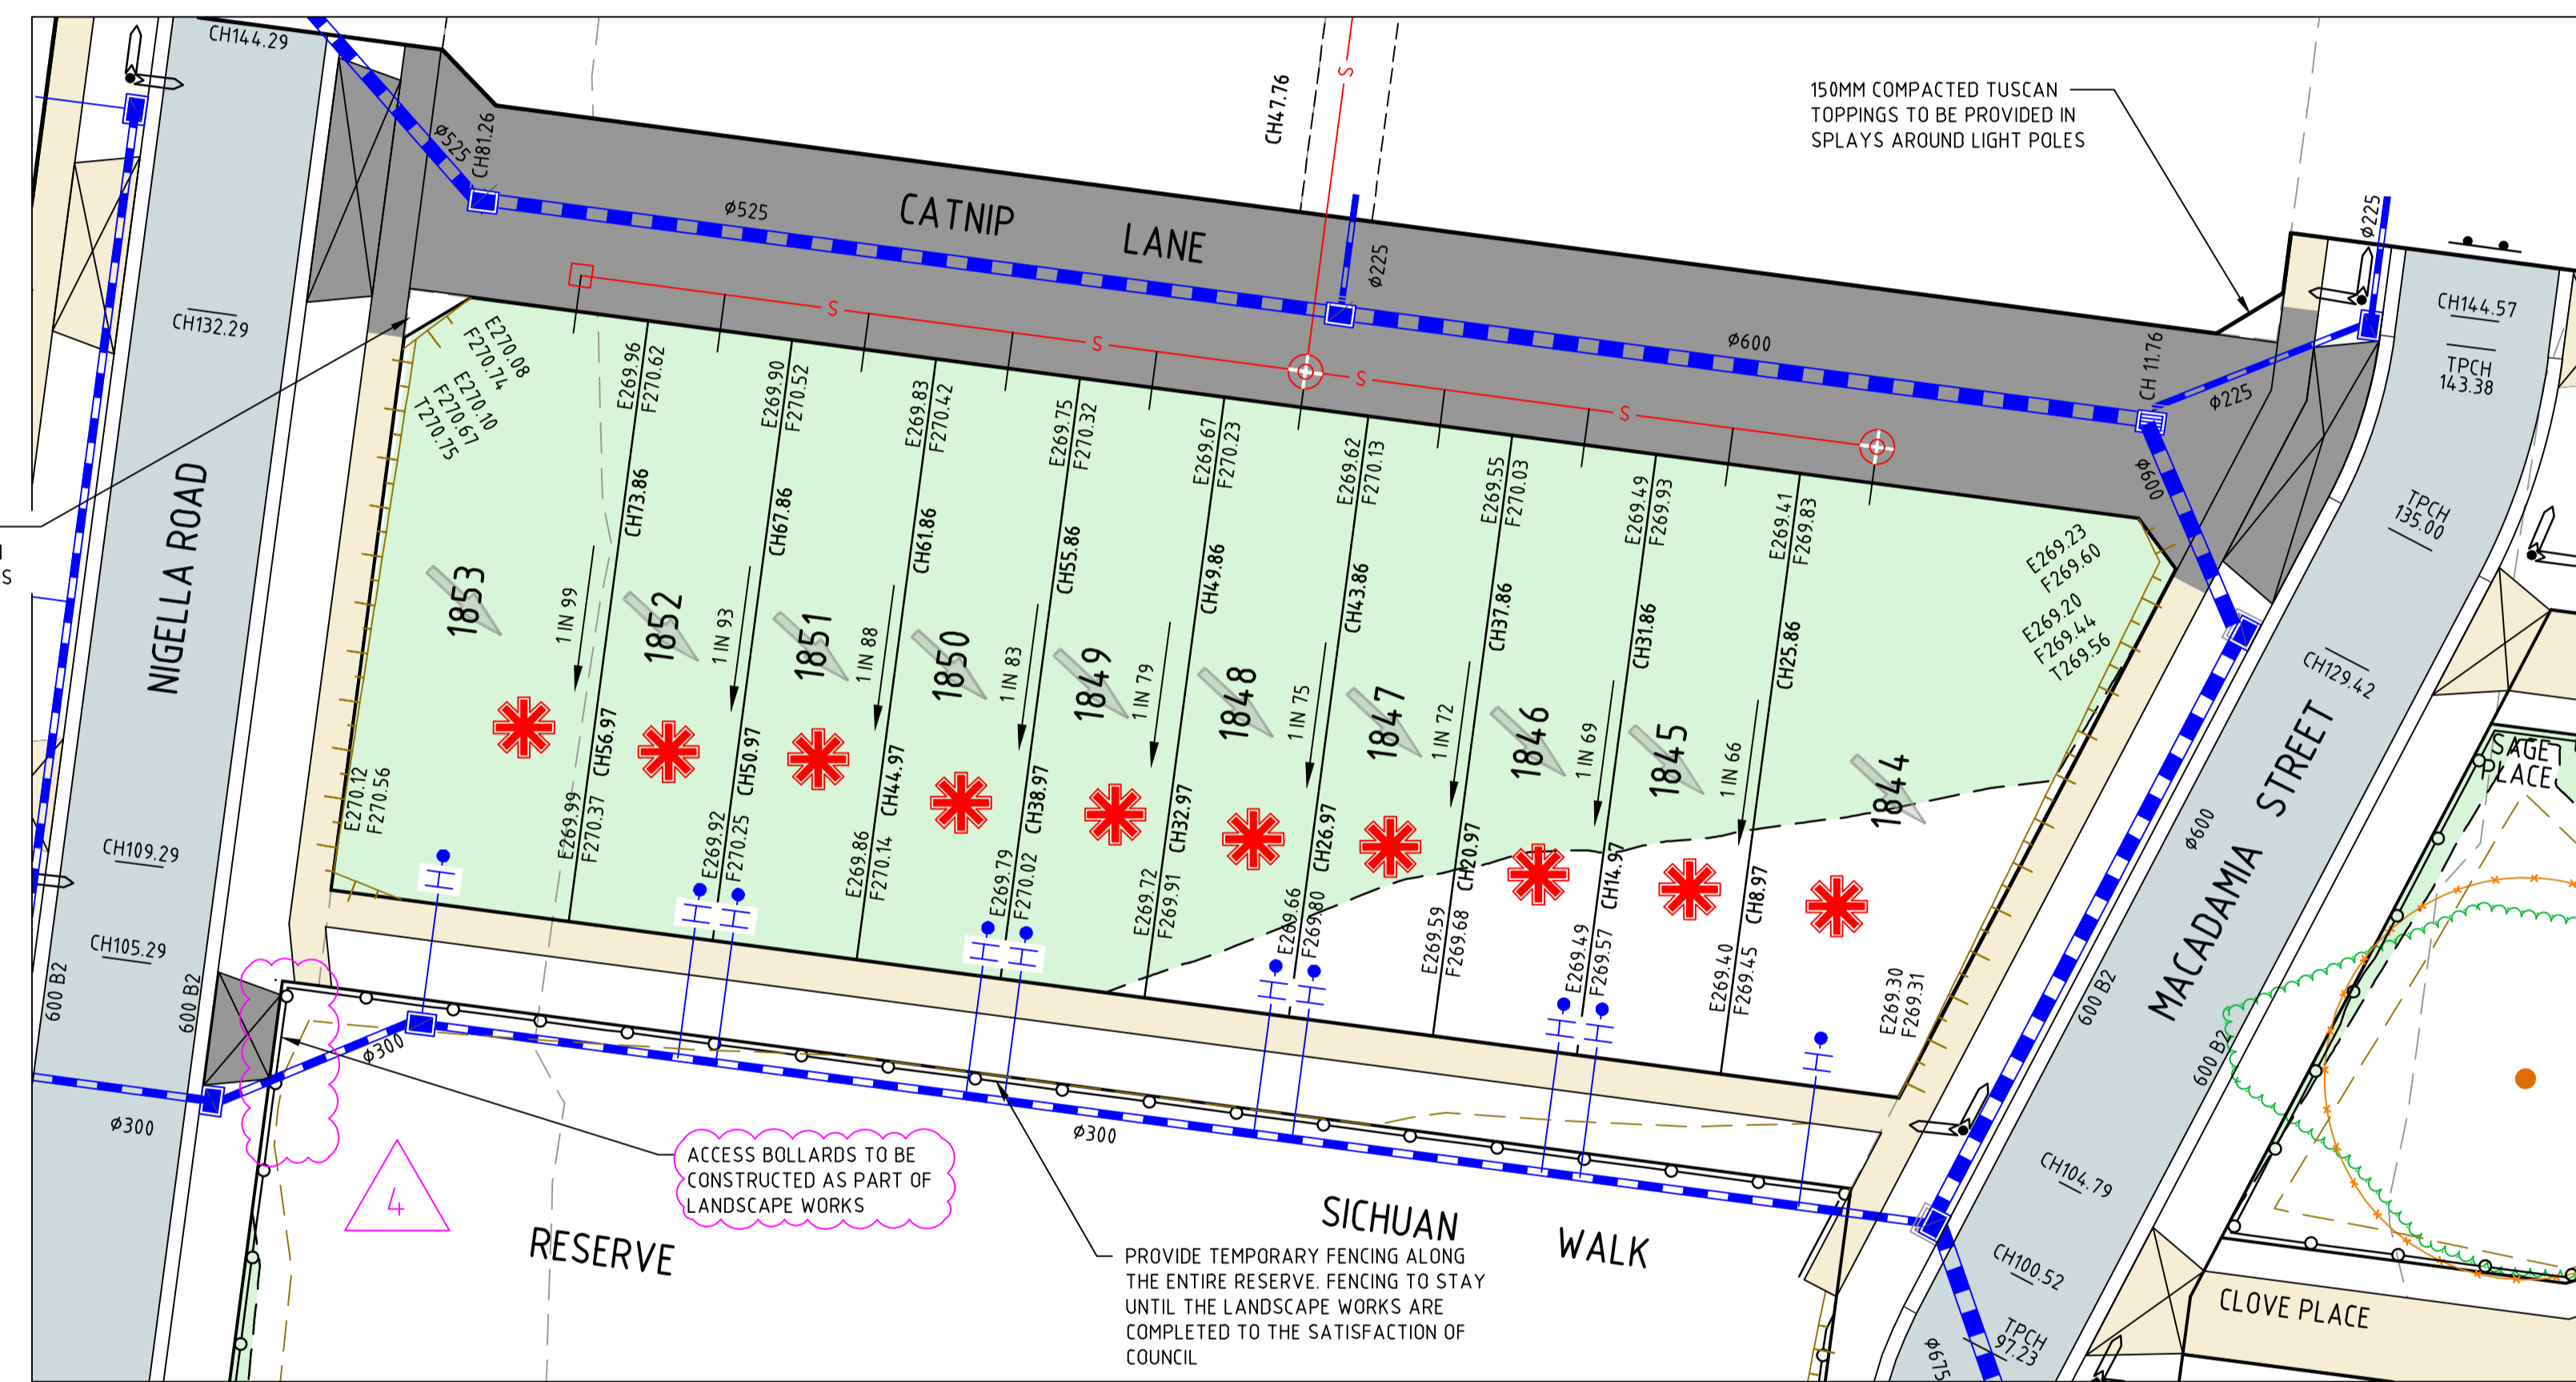 CH144.29
CH132.29
NIGELLA ROAD
CH109.29
CH105.29
600 B2
600 B2
S
Ø525
CH81.26
Ø525
CATNIP LANE
CH47.76
S
Ø225
Ø600
CH 11.76
Ø225
Ø225
Ø600
S
S
S
S
150MM COMPACTED TUSCAN
TOPPINGS TO BE PROVIDED IN
SPLAYS AROUND LIGHT POLES
CH144.57
TPCH
143.38
TPCH
135.00
CH129.42
MACADAMIA STREET
Ø600
600 B2
600 B2
CH104.79
CH100.52
TPCH
97.23
Ø675
SAGE
PLACE
CLOVE PLACE
E270.08
F270.74
E270.10
F270.67
T270.75
E269.96
F270.62
E269.90
F270.52
E269.83
F270.42
E269.75
F270.32
E269.67
F270.23
E269.62
F270.13
E269.55
F270.03
E269.49
F269.93
E269.41
F269.83
E269.23
F269.60
E269.20
F269.44
T269.56
CH73.86
CH67.86
CH61.86
CH55.86
CH49.86
CH43.86
CH37.86
CH31.86
CH25.86
1853
1852
1851
1850
1849
1848
1847
1846
1845
1844
1 IN 99
1 IN 93
1 IN 88
1 IN 83
1 IN 79
1 IN 75
1 IN 72
1 IN 69
1 IN 66
CH56.97
CH50.97
CH44.97
CH38.97
CH32.97
CH26.97
CH20.97
CH14.97
CH8.97
E270.12
F270.56
E269.99
F270.37
E269.92
F270.25
E269.86
F270.14
E269.79
F270.02
E269.72
F269.91
E269.66
F269.80
E269.59
F269.68
E269.49
F269.57
E269.40
F269.45
E269.30
F269.31
Ø300
Ø300
Ø300
4
ACCESS BOLLARDS TO BE
CONSTRUCTED AS PART OF
LANDSCAPE WORKS
RESERVE
SICHUAN WALK
PROVIDE TEMPORARY FENCING ALONG
THE ENTIRE RESERVE. FENCING TO STAY
UNTIL THE LANDSCAPE WORKS ARE
COMPLETED TO THE SATISFACTION OF
COUNCIL